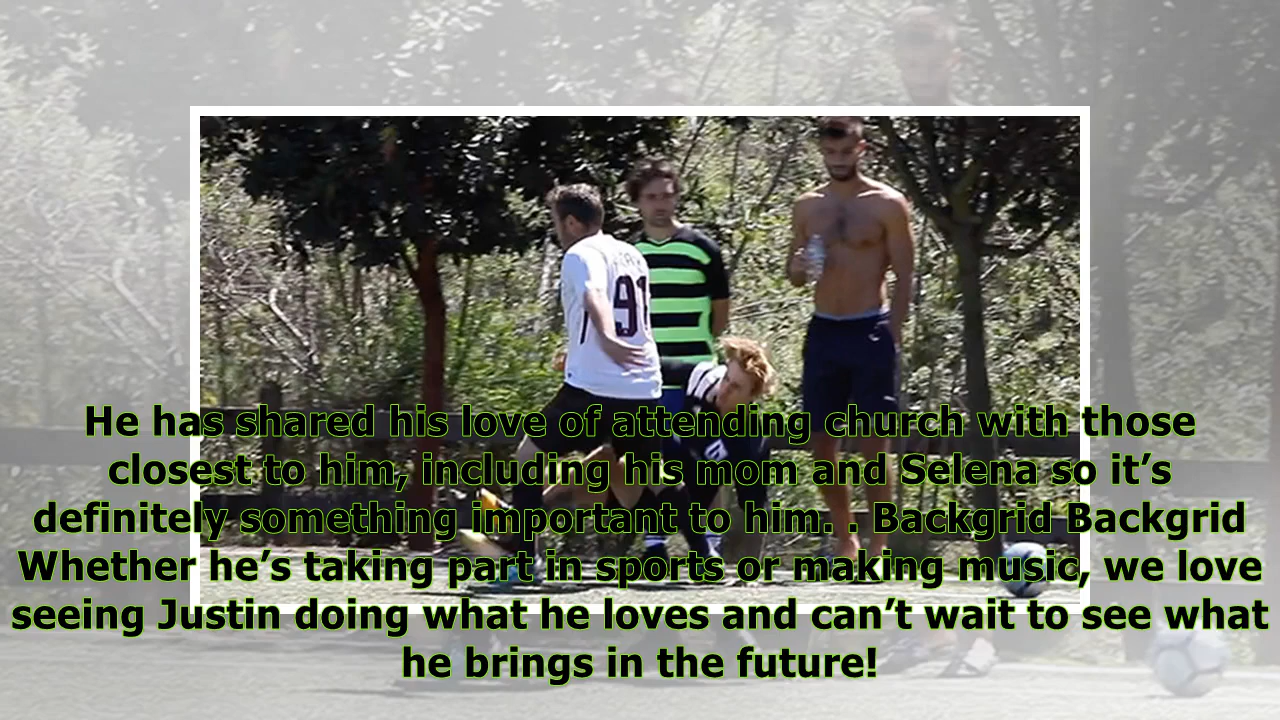 91
He has shared his love of attending church with those
closest to him, including his mom and Selena so it’s
definitely something important to him. . Backgrid Backgrid
Whether he’s taking part in sports or making music, we love
seeing Justin doing what he loves and can’t wait to see what
he brings in the future!